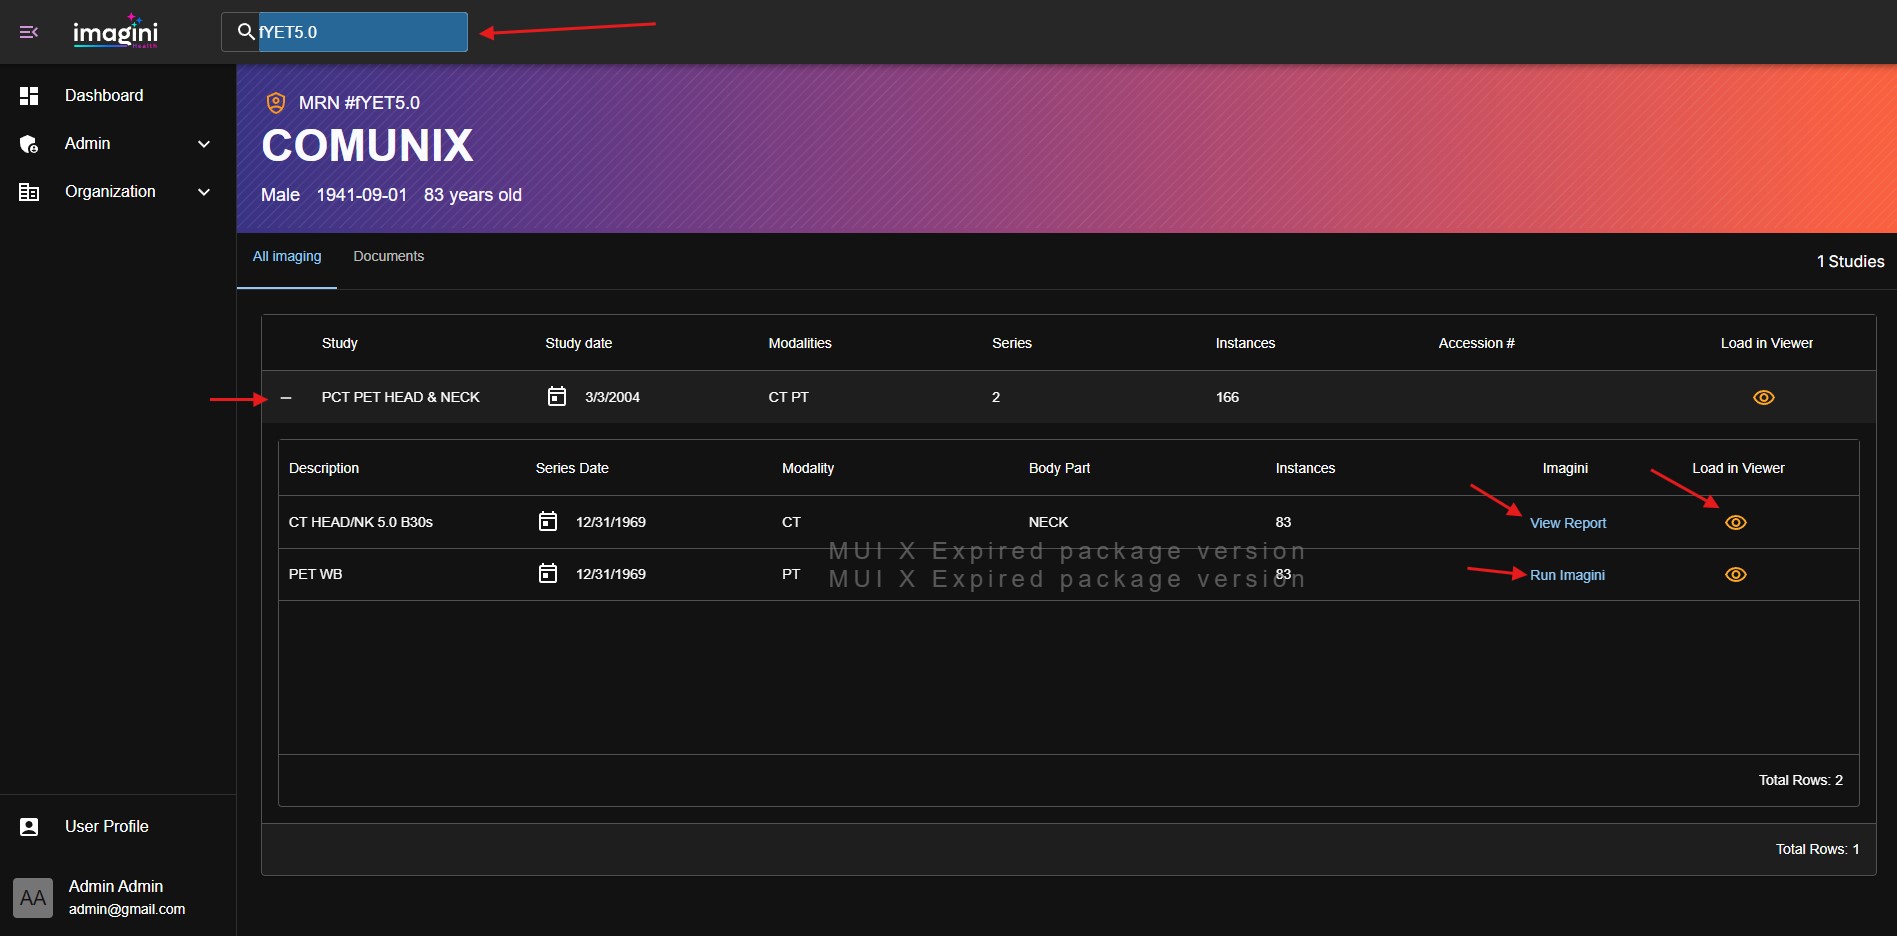 imagini
Health
fYET5.0
Dashboard
Admin
Organization
MRN #fYET5.0
COMUNIX
Male 1941-09-01 83 years old
All imaging Documents
1 Studies
Study Study date Modalities Series Instances Accession # Load in Viewer
PCT PET HEAD & NECK 3/3/2004 CT PT 2 166
Description Series Date Modality Body Part Instances Imagini Load in Viewer
CT HEAD/NK 5.0 B30s 12/31/1969 CT NECK 83 View Report
MUI X Expired package version
PET WB 12/31/1969 PT 83 Run Imagini
MUI X Expired package version
Total Rows: 2
Total Rows: 1
User Profile
AA
Admin Admin
admin@gmail.com